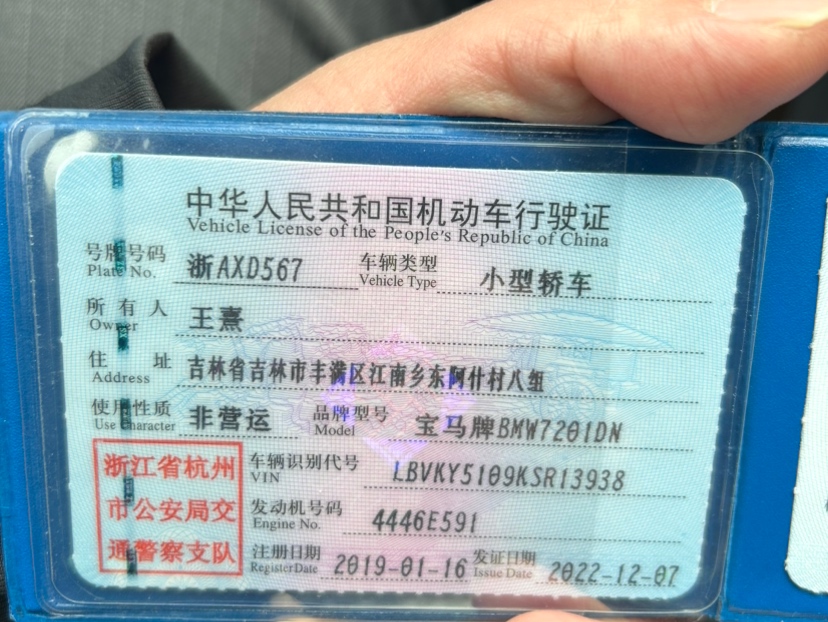 中华人民共和国机动车行驶证
Vehicle License of the People's Republic of China
号牌号码 浙AXD567 车辆类型 小型轿车
Plate No. Vehicle Type
所有人 王熹
Owner
住址 吉林省吉林市丰满区江南乡东阿什村八组
Address
使用性质 非营运 品牌型号 宝马牌BMW7201DN
Use Character Model
浙江省杭州
市公安局交
通警察支队
车辆识别代号 LBVKY5109KSR13938
VIN
发动机号码 4446E591
Engine No.
注册日期 2019-01-16 发证日期 2022-12-07
Register Date Issue Date